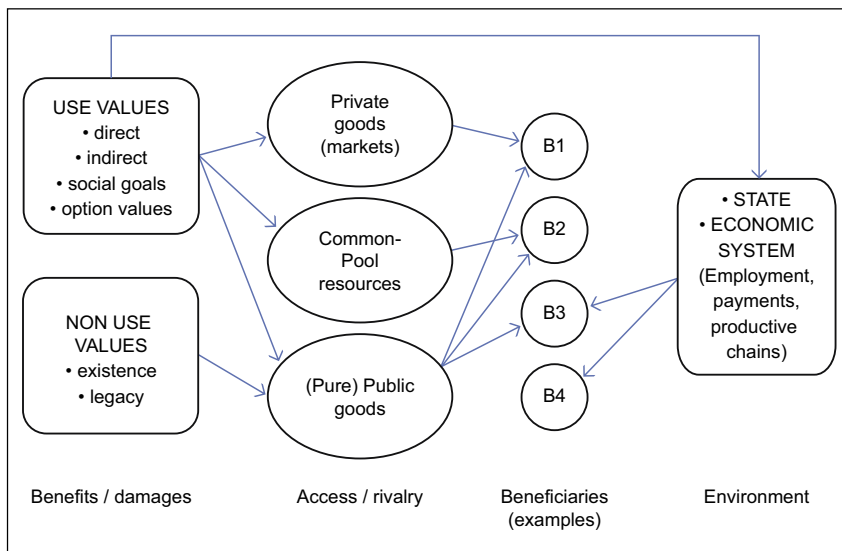 USE VALUES
• direct
• indirect
• social goals
• option values
NON USE
VALUES
• existence
• legacy
Private
goods
(markets)
Common-
Pool
resources
(Pure) Public
goods
B1
B2
B3
B4
• STATE
• ECONOMIC
SYSTEM
(Employment,
payments,
productive
chains)
Benefits / damages
Access / rivalry
Beneficiaries
(examples)
Environment